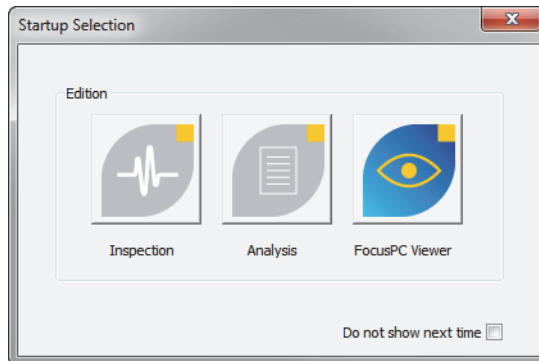 Startup Selection
Edition
Inspection Analysis FocusPC Viewer
Do not show next time